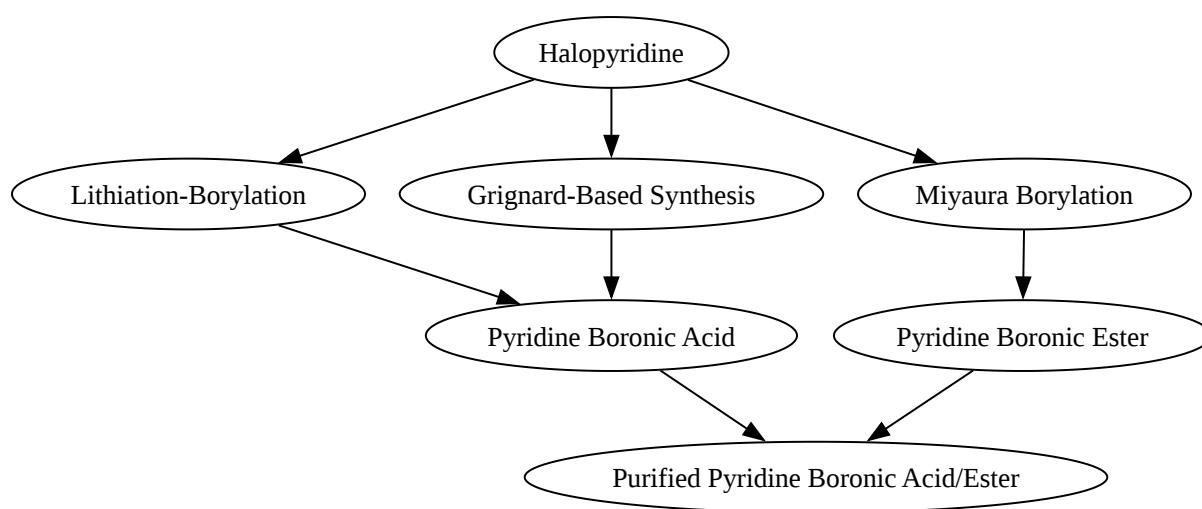 Halopyridine
Lithiation-Borylation
Grignard-Based Synthesis
Miyaura Borylation
Pyridine Boronic Acid
Pyridine Boronic Ester
Purified Pyridine Boronic Acid/Ester